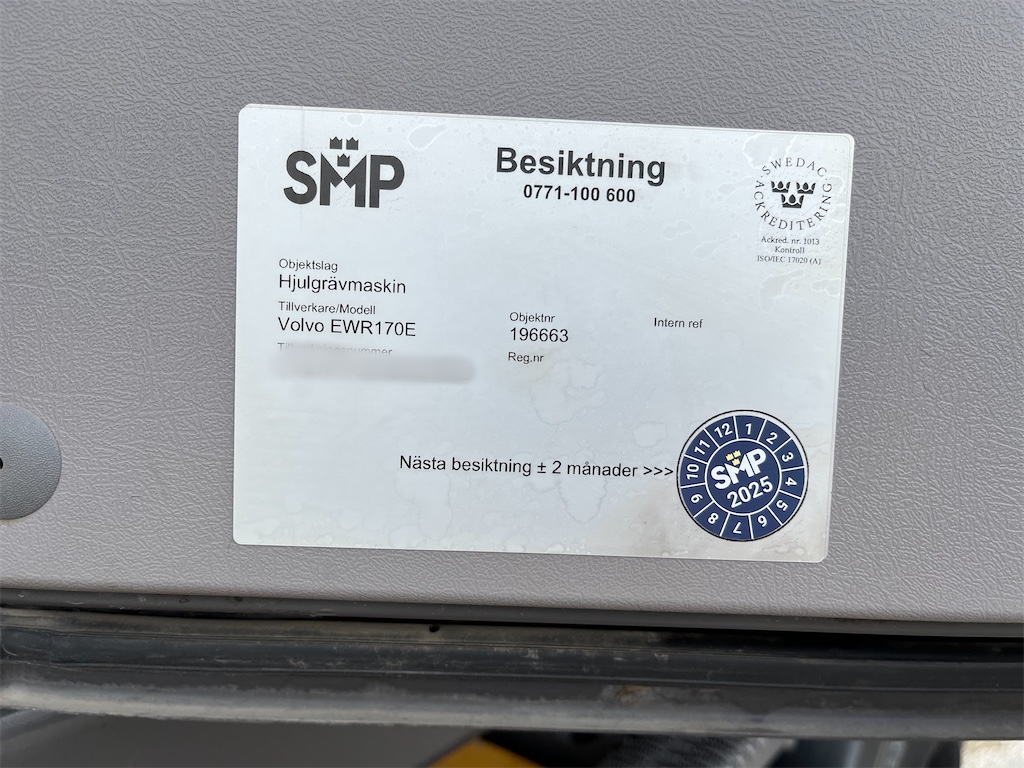 SMP
Besiktning
0771-100 600
SWEDAC ACKREDITERING
Ackred. nr. 1013
Kontroll
ISO/IEC 17020 (A)
Objektslag
Hjulgrävmaskin
Tillverkare/Modell
Volvo EWR170E
Objektnr
196663
Intern ref
Reg.nr
Nästa besiktning ± 2 månader >>>
1 2 3 4 5 6 7 8 9 10 11 12
SMP
2025